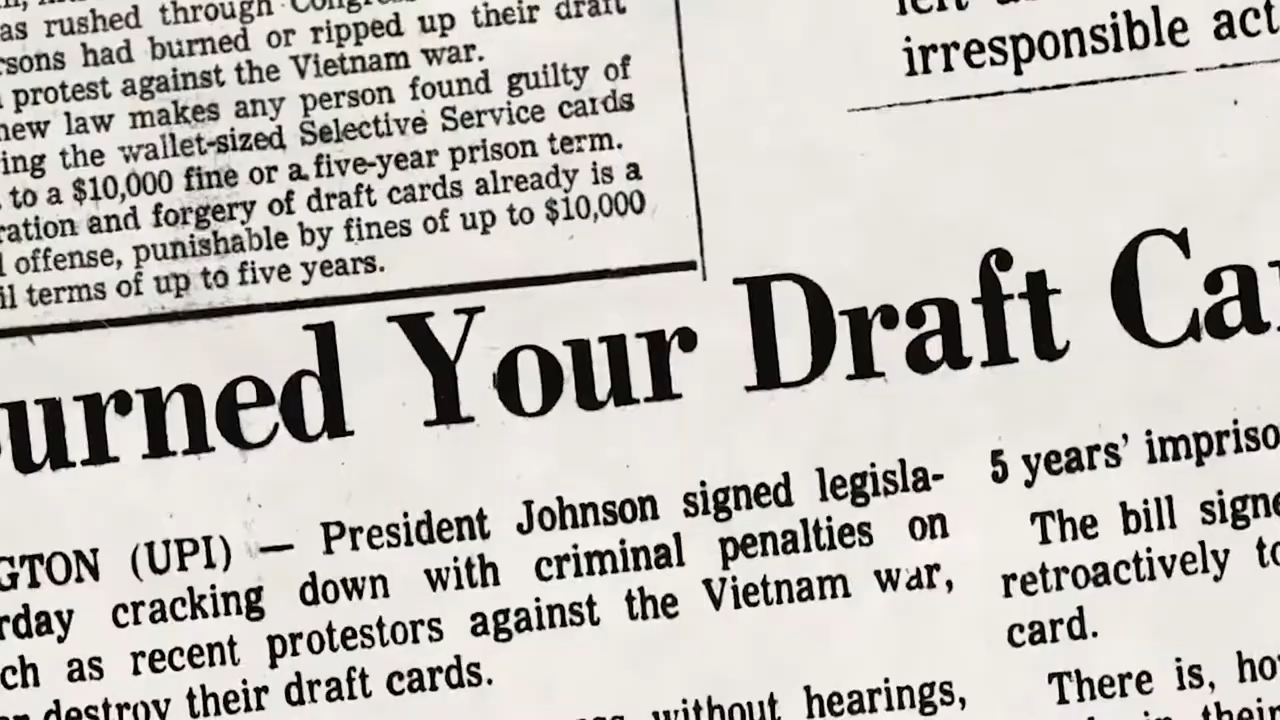 as rushed through
rsons had burned or ripped up their draft
protest against the Vietnam war.
new law makes any person found guilty of
ing the wallet-sized Selective Service cards
to a $10,000 fine or a five-year prison term.
ration and forgery of draft cards already is a
l offense, punishable by fines of up to $10,000
il terms of up to five years.
irresponsible act
urned Your Draft Ca
GTON (UPI) — President Johnson signed legisla-
rday cracking down with criminal penalties on
ch as recent protestors against the Vietnam war,
destroy their draft cards.
without hearings,
5 years' impriso
The bill signe
retroactively to
card.
There is, ho
their